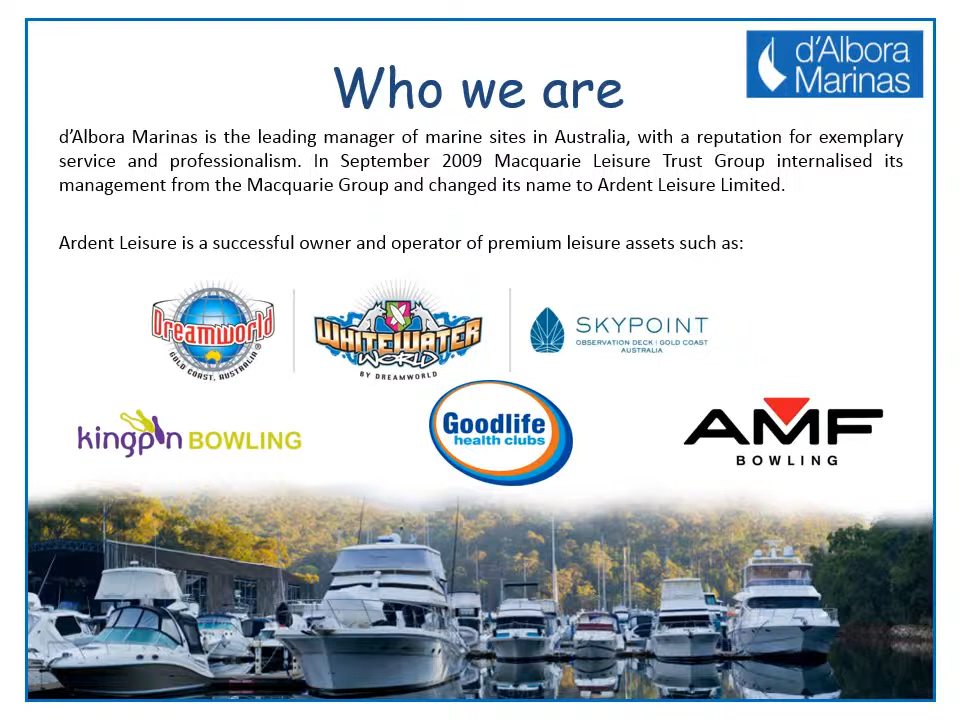 d'Albora
Marinas
Who we are
d'Albora Marinas is the leading manager of marine sites in Australia, with a reputation for exemplary
service and professionalism. In September 2009 Macquarie Leisure Trust Group internalised its
management from the Macquarie Group and changed its name to Ardent Leisure Limited.
Ardent Leisure is a successful owner and operator of premium leisure assets such as:
Dreamworld
GOLD COAST, AUSTRALIA®
WHITEWATER
WORLD
BY DREAMWORLD
SKYPOINT
OBSERVATION DECK | GOLD COAST
AUSTRALIA
kingpin BOWLING
Goodlife
health clubs
AMF
BOWLING